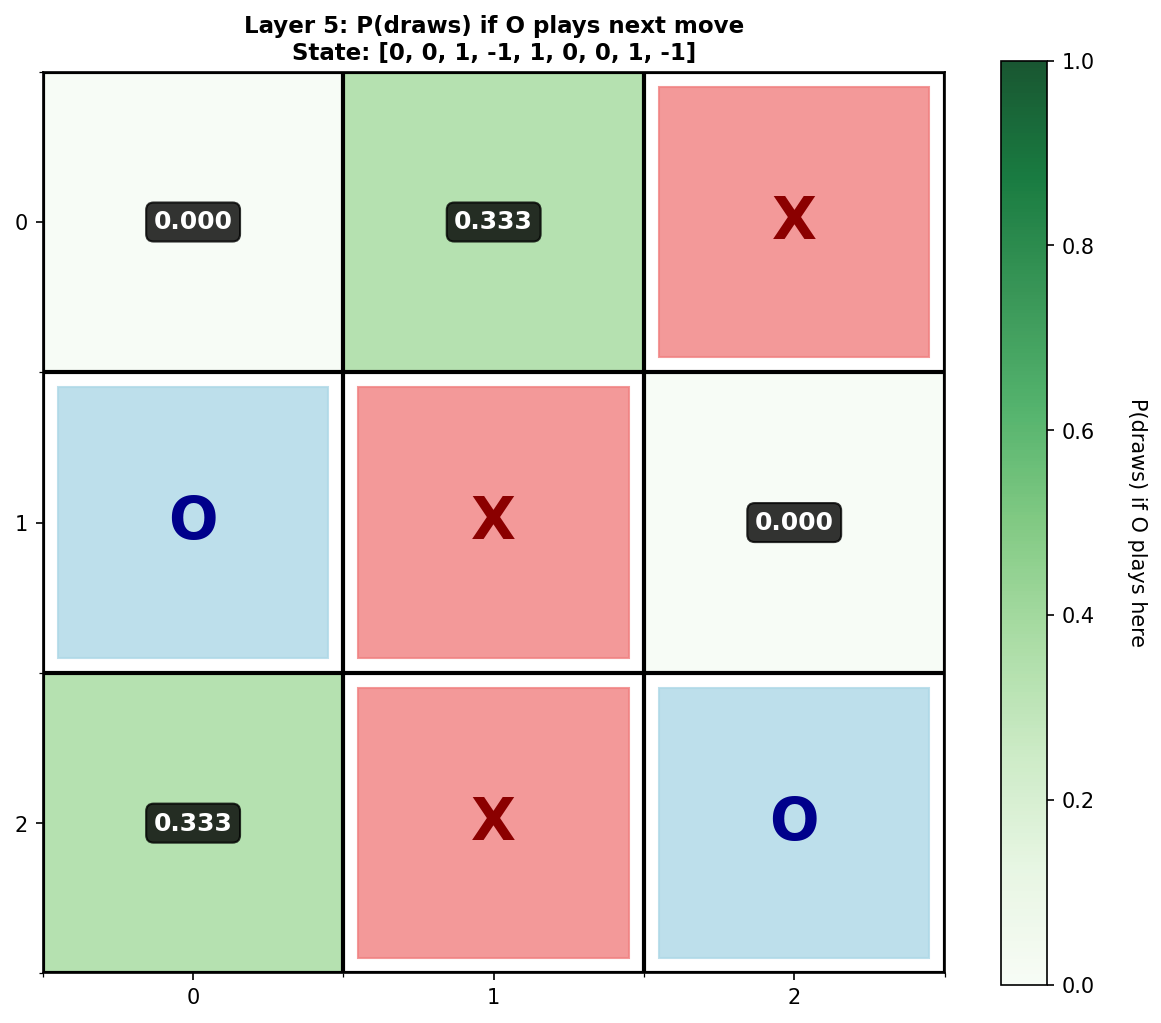 Layer 5: P(draws) if O plays next move
State: [0, 0, 1, -1, 1, 0, 0, 1, -1]
0.000
0.333
X
O
X
0.000
0.333
X
O
0
1
2
0
1
2
1.0
0.8
0.6
0.4
0.2
0.0
P(draws) if O plays here